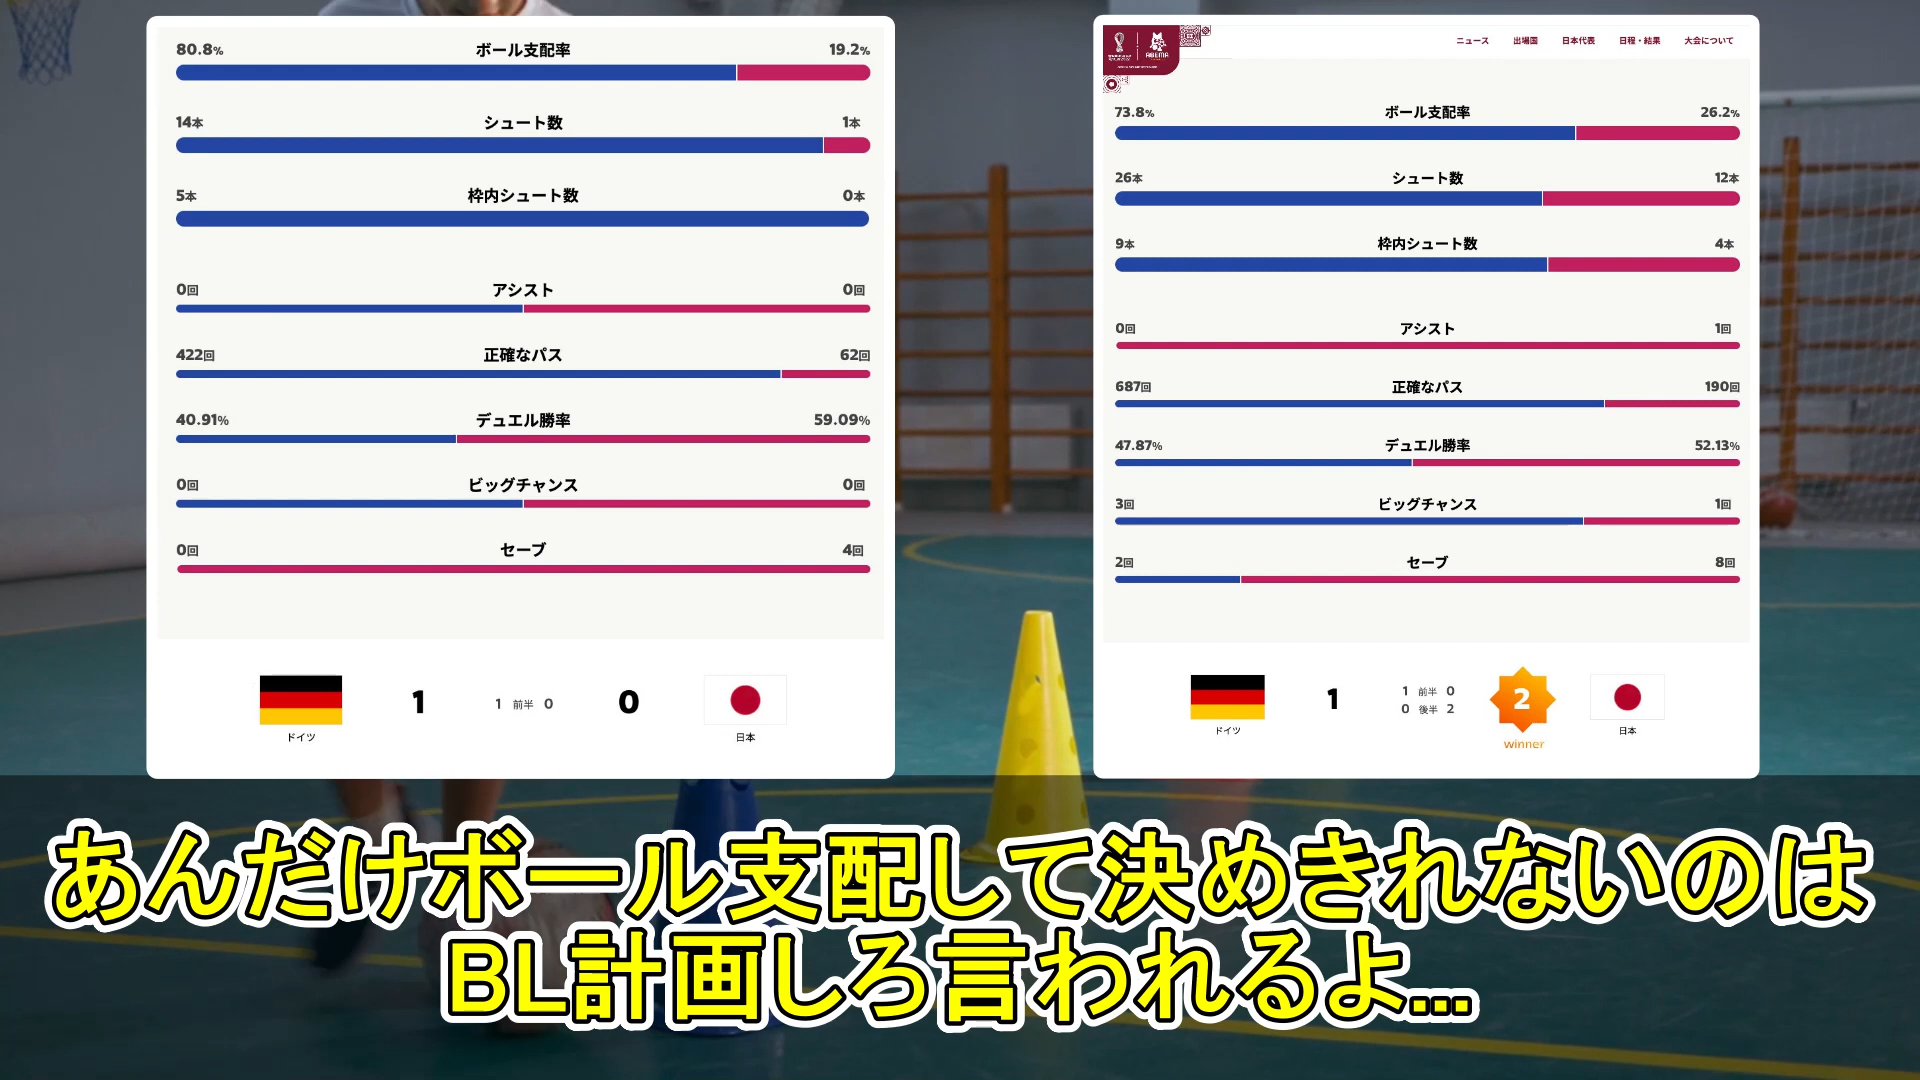 80.8% ボール支配率 19.2%
14本 シュート数 1本
5本 枠内シュート数 0本
0回 アシスト 0回
422回 正確なパス 62回
40.91% デュエル勝率 59.09%
0回 ビッグチャンス 0回
0回 セーブ 4回
1 1 前半 0 0
ドイツ 日本
ABEMA
ニュース 出場国 日本代表 日程・結果 大会について
73.8% ボール支配率 26.2%
26本 シュート数 12本
9本 枠内シュート数 4本
0回 アシスト 1回
687回 正確なパス 190回
47.87% デュエル勝率 52.13%
3回 ビッグチャンス 1回
2回 セーブ 8回
1 前半 0
1 2
0 後半 2
ドイツ 日本
winner
あんだけボール支配して決めきれないのは
BL計画しろ言われるよ...